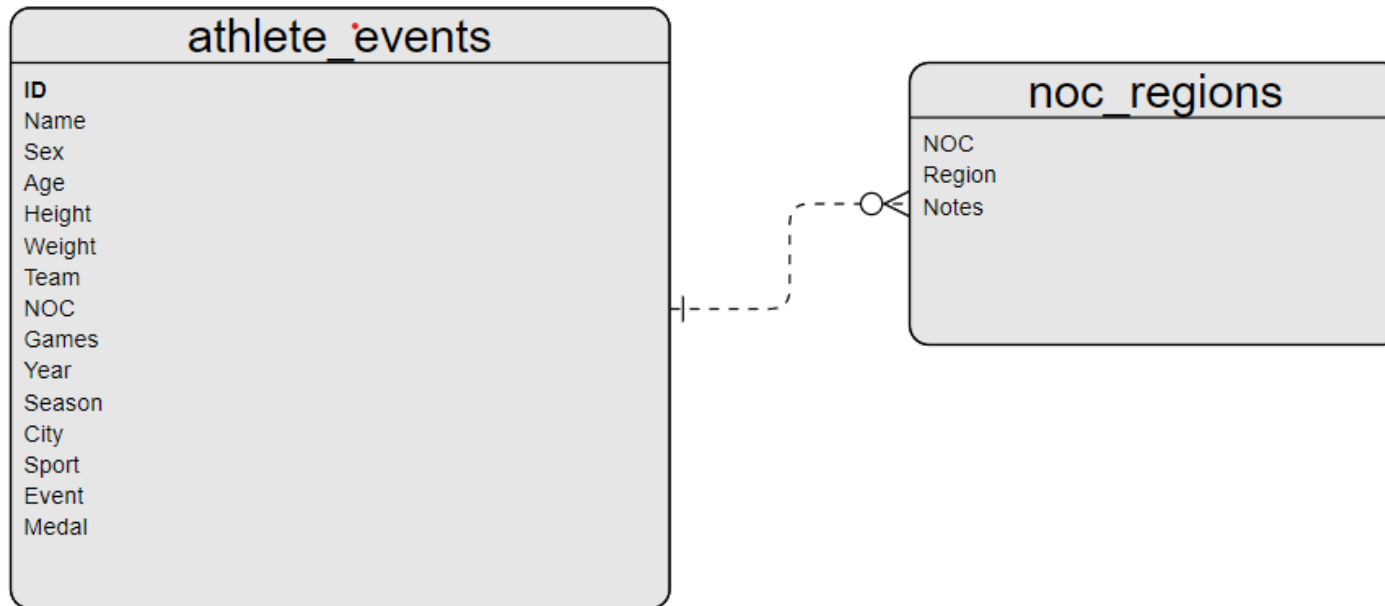 athlete_events
ID
Name
Sex
Age
Height
Weight
Team
NOC
Games
Year
Season
City
Sport
Event
Medal
noc_regions
NOC
Region
Notes